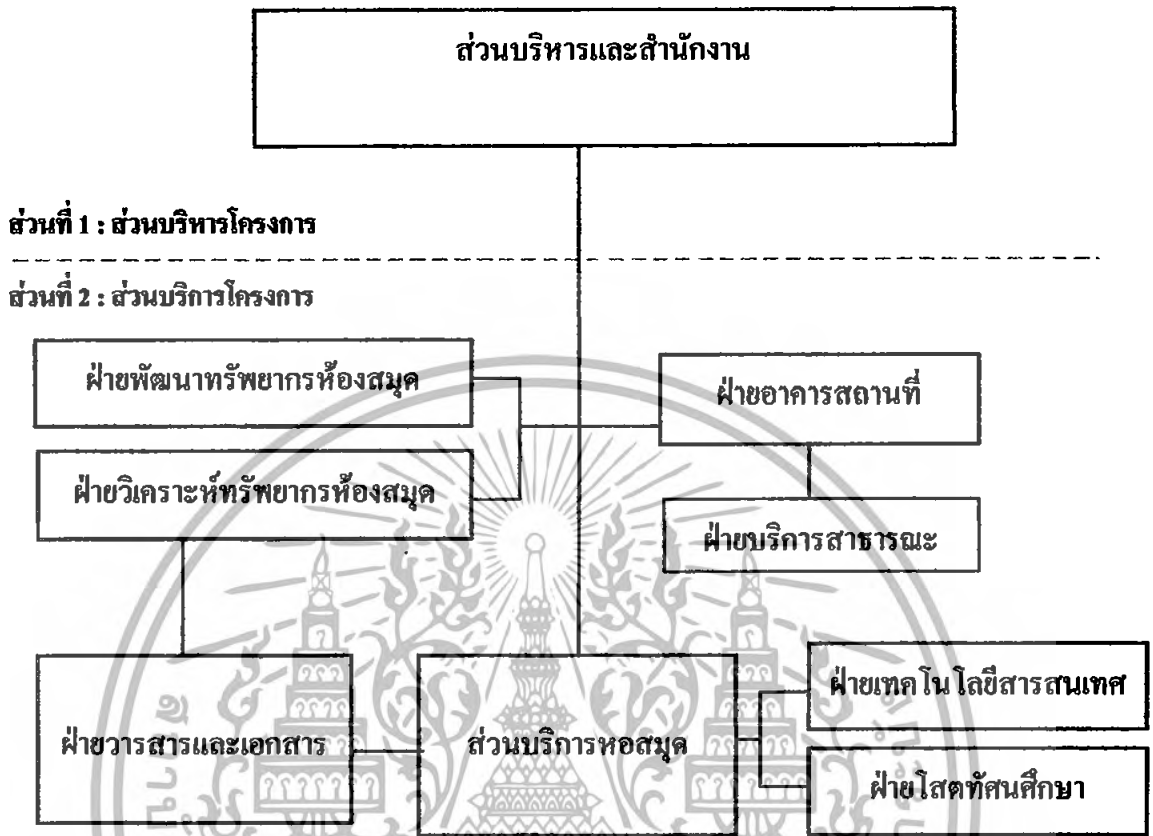 ส่วนบริหารและสำนักงาน
ส่วนที่ 1 : ส่วนบริหารโครงการ
ส่วนที่ 2 : ส่วนบริการโครงการ
ฝ่ายพัฒนาทรัพยากรห้องสมุด
ฝ่ายอาคารสถานที่
ฝ่ายวิเคราะห์ทรัพยากรห้องสมุด
ฝ่ายบริการสาธารณะ
ฝ่ายวารสารและเอกสาร
ส่วนบริการหอสมุด
ฝ่ายเทคโนโลยีสารสนเทศ
ฝ่ายโสตทัศนศึกษา